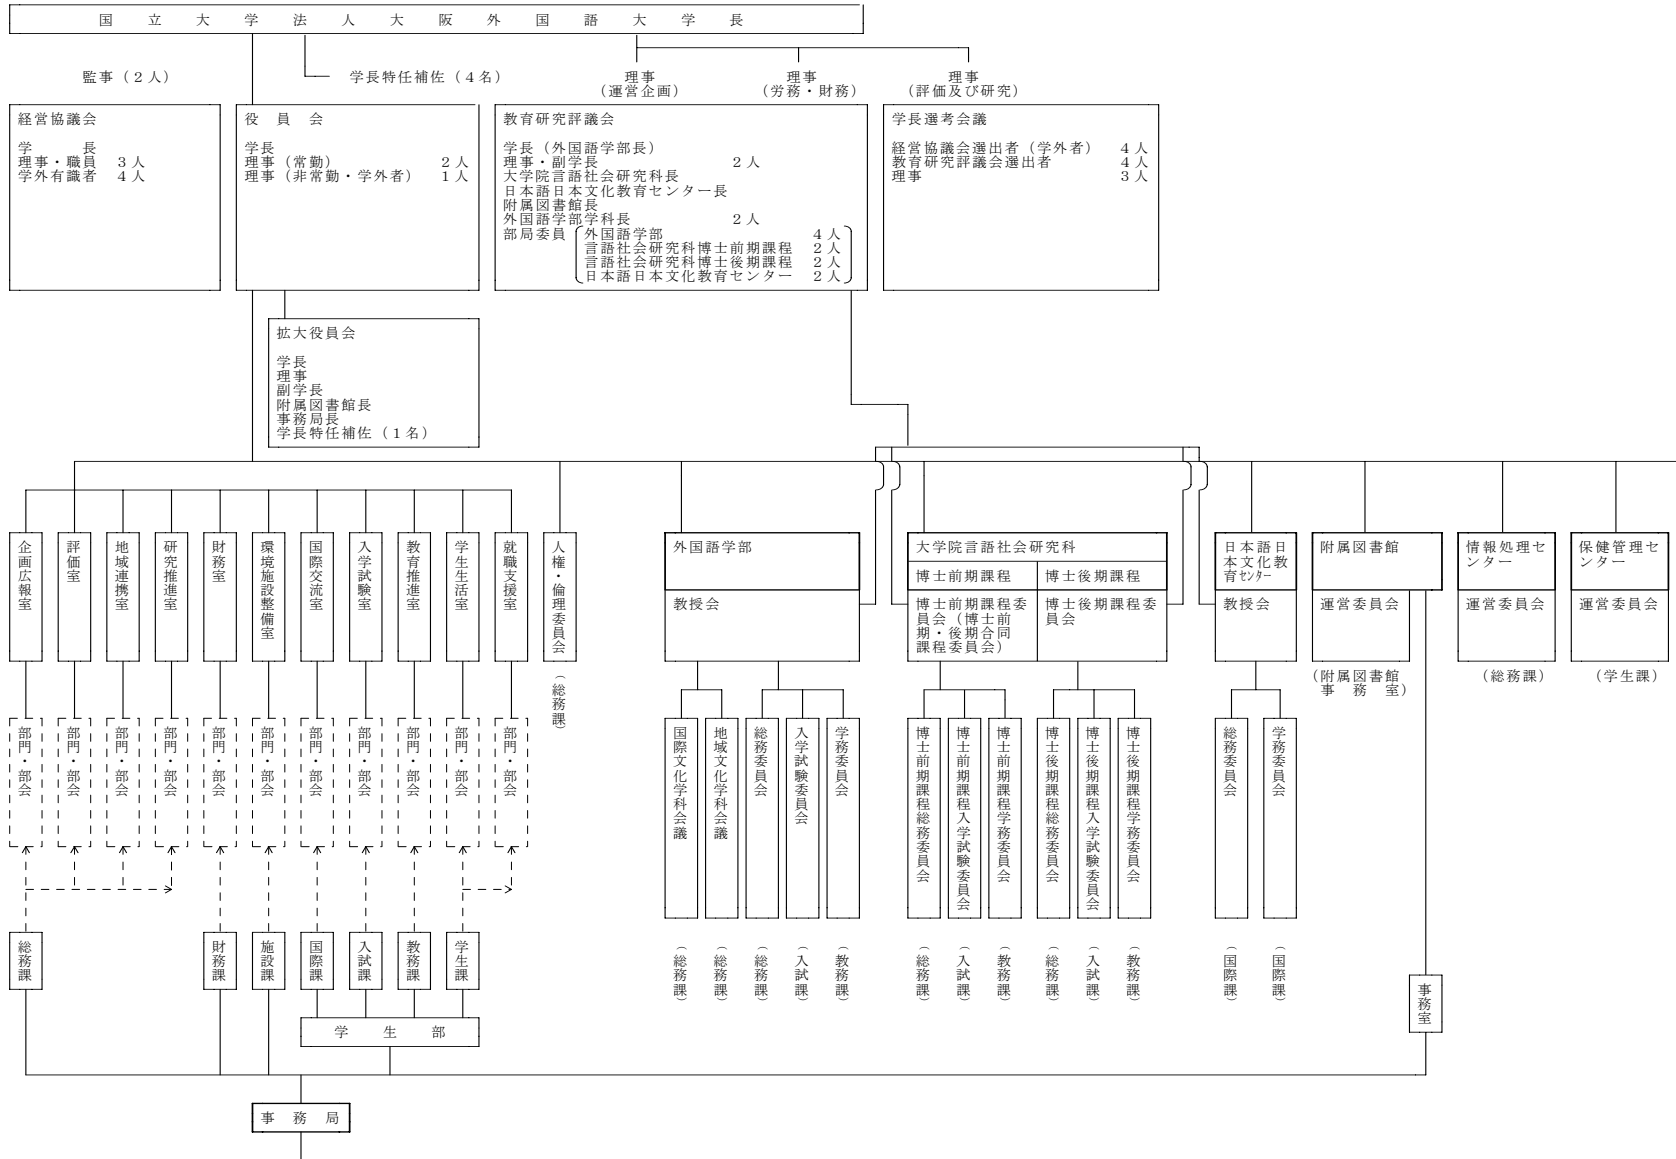 国立大学法人大阪外国語大学長
監事（２人）
学長特任補佐（４名）
理事
（運営企画）
理事
（労務・財務）
理事
（評価及び研究）
経営協議会
学　　　長
理事・職員　３人
学外有識者　４人
役　員　会
学長
理事（常勤）　２人
理事（非常勤・学外者）　１人
教育研究評議会
学長（外国語学部長）
理事・副学長　２人
大学院言語社会研究科長
日本語日本文化教育センター長
附属図書館長
外国語学部学科長　２人
部局委員　外国語学部　４人
言語社会研究科博士前期課程　２人
言語社会研究科博士後期課程　２人
日本語日本文化教育センター　２人
学長選考会議
経営協議会選出者（学外者）　４人
教育研究評議会選出者　４人
理事　３人
拡大役員会
学長
理事
副学長
附属図書館長
事務局長
学長特任補佐（１名）
企画広報室
評価室
地域連携室
研究推進室
財務室
環境施設整備室
国際交流室
入学試験室
教育推進室
学生生活室
就職支援室
人権・倫理委員会
（総務課）
外国語学部
教授会
大学院言語社会研究科
博士前期課程
博士後期課程
博士前期課程委
員会（博士前
期・後期合同
課程委員会）
博士後期課程委
員会
日本語日
本文化教
育センター
教授会
附属図書館
運営委員会
（附属図書館
事　務　室）
情報処理セ
ンター
運営委員会
（総務課）
保健管理セ
ンター
運営委員会
（学生課）
部門・部会
部門・部会
部門・部会
部門・部会
部門・部会
部門・部会
部門・部会
部門・部会
部門・部会
部門・部会
部門・部会
国際文化学科会議
地域文化学科会議
総務委員会
入学試験委員会
学務委員会
博士前期課程総務委員会
博士前期課程入学試験委員会
博士前期課程学務委員会
博士後期課程総務委員会
博士後期課程入学試験委員会
博士後期課程学務委員会
総務委員会
学務委員会
（総務課）
（総務課）
（総務課）
（入試課）
（教務課）
（総務課）
（入試課）
（教務課）
（総務課）
（入試課）
（教務課）
（国際課）
（国際課）
総務課
財務課
施設課
国際課
入試課
教務課
学生課
事務室
学　生　部
事　務　局